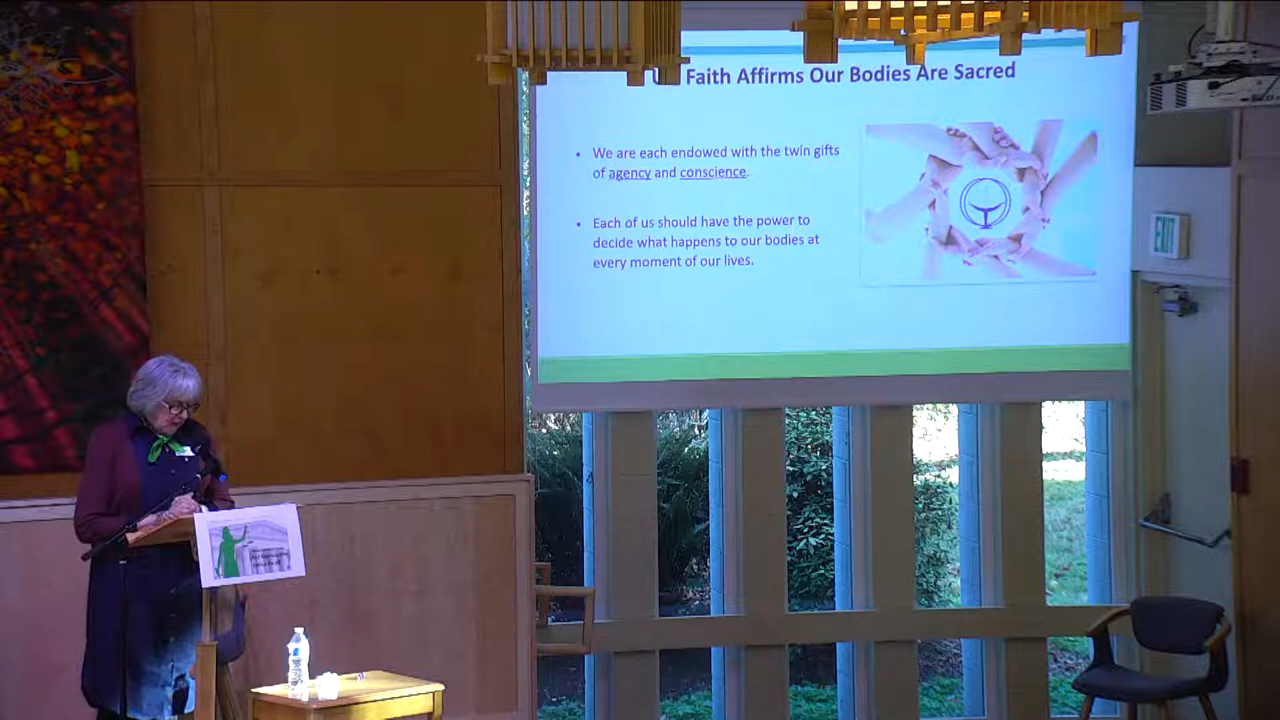 Faith Affirms Our Bodies Are Sacred
• We are each endowed with the twin gifts
of agency and conscience.
• Each of us should have the power to
decide what happens to our bodies at
every moment of our lives.
EXIT